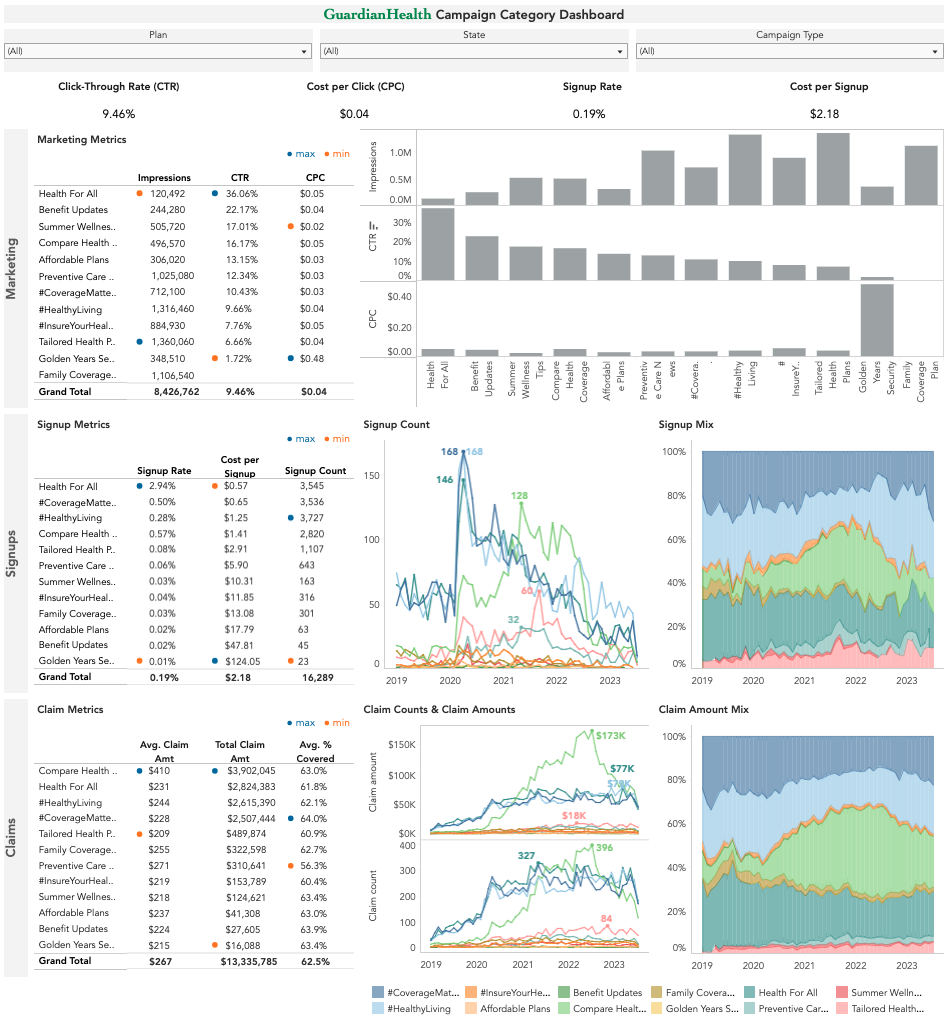 GuardianHealth Campaign Category Dashboard
Plan State Campaign Type
(All) (All) (All)
Click-Through Rate (CTR) Cost per Click (CPC) Signup Rate Cost per Signup
9.46% $0.04 0.19% $2.18
Marketing
Marketing Metrics
max min
Impressions CTR CPC
Health For All 120,492 36.06% $0.05
Benefit Updates 244,280 22.17% $0.04
Summer Wellnes.. 505,720 17.01% $0.02
Compare Health .. 496,570 16.17% $0.05
Affordable Plans 306,020 13.15% $0.03
Preventive Care .. 1,025,080 12.34% $0.03
#CoverageMatte.. 712,100 10.43% $0.03
#HealthyLiving 1,316,460 9.66% $0.04
#InsureYourHeal.. 884,930 7.76% $0.05
Tailored Health P.. 1,360,060 6.66% $0.04
Golden Years Se.. 348,510 1.72% $0.48
Family Coverage.. 1,106,540
Grand Total 8,426,762 9.46% $0.04
Impressions
1.0M
0.5M
0.0M
CTR
30%
20%
10%
0%
CPC
$0.40
$0.20
$0.00
Health For All
Benefit Updates
Summer Wellness Tips
Compare Health Coverage
Affordabl e Plans
Preventiv e Care N ews
#Covera..
#Healthy Living
# InsureY..
Tailored Health Plans
Golden Years Security
Family Coverage Plan
Signups
Signup Metrics
max min
Signup Rate Cost per Signup Signup Count
Health For All 2.94% $0.57 3,545
#CoverageMatte.. 0.50% $0.65 3,536
#HealthyLiving 0.28% $1.25 3,727
Compare Health .. 0.57% $1.41 2,820
Tailored Health P.. 0.08% $2.91 1,107
Preventive Care .. 0.06% $5.90 643
Summer Wellnes.. 0.03% $10.31 163
#InsureYourHeal.. 0.04% $11.85 316
Family Coverage.. 0.03% $13.08 301
Affordable Plans 0.02% $17.79 63
Benefit Updates 0.02% $47.81 45
Golden Years Se.. 0.01% $124.05 23
Grand Total 0.19% $2.18 16,289
Signup Count
150
100
50
0
168 168
146
128
60
32
2019 2020 2021 2022 2023
Signup Mix
100%
80%
60%
40%
20%
0%
2019 2020 2021 2022 2023
Claims
Claim Metrics
max min
Avg. Claim Amt Total Claim Amt Avg. % Covered
Compare Health .. $410 $3,902,045 63.0%
Health For All $231 $2,824,383 61.8%
#HealthyLiving $244 $2,615,390 62.1%
#CoverageMatte.. $228 $2,507,444 64.0%
Tailored Health P.. $209 $489,874 60.9%
Family Coverage.. $255 $322,598 62.7%
Preventive Care .. $271 $310,641 56.3%
#InsureYourHeal.. $219 $153,789 60.4%
Summer Wellnes.. $218 $124,621 63.4%
Affordable Plans $237 $41,308 63.0%
Benefit Updates $224 $27,605 63.9%
Golden Years Se.. $215 $16,088 63.4%
Grand Total $267 $13,335,785 62.5%
Claim Counts & Claim Amounts
Claim amount
$150K
$100K
$50K
$0K
$173K
$77K
$18K
Claim count
400
300
200
100
0
327
396
84
2019 2020 2021 2022 2023
Claim Amount Mix
100%
80%
60%
40%
20%
0%
2019 2020 2021 2022 2023
#CoverageMat... #InsureYourHe... Benefit Updates Family Covera... Health For All Summer Welln...
#HealthyLiving Affordable Plans Compare Healt... Golden Years S... Preventive Car... Tailored Health...